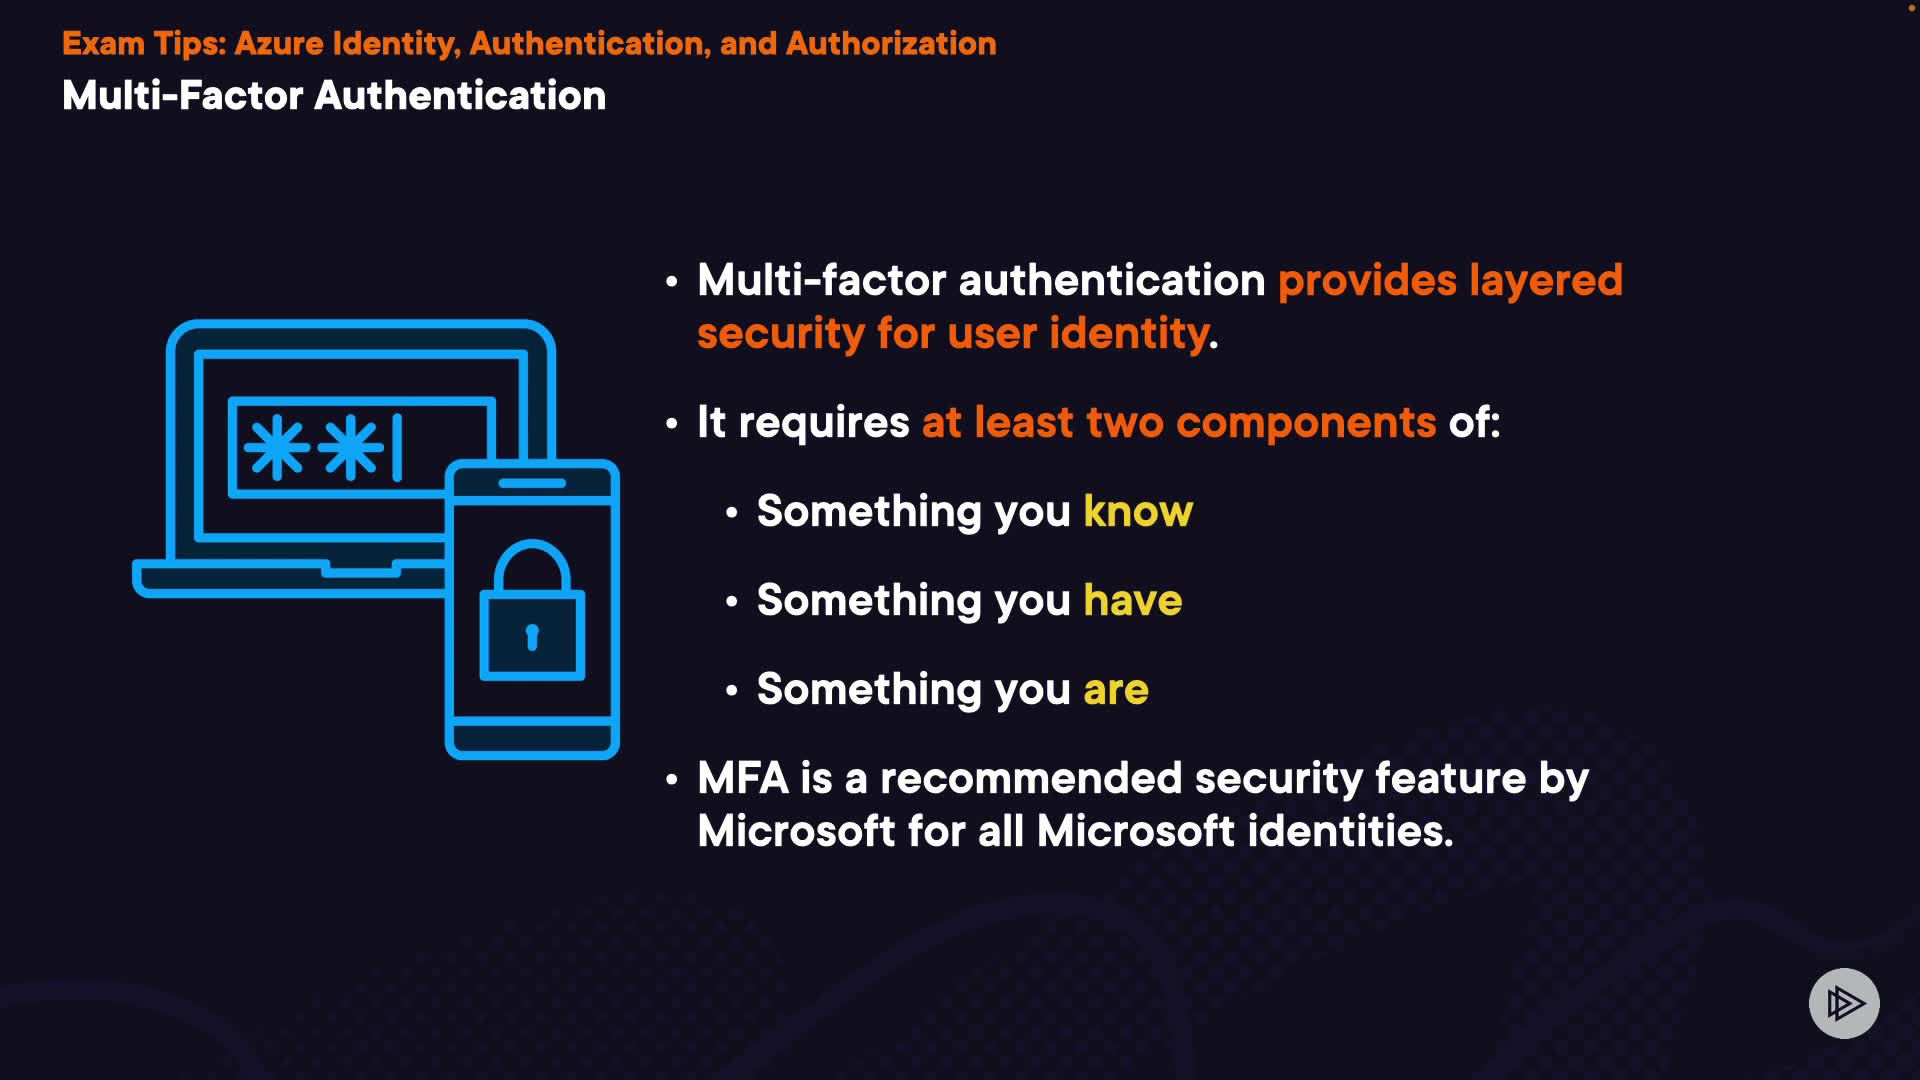 Exam Tips: Azure Identity, Authentication, and Authorization
Multi-Factor Authentication
• Multi-factor authentication provides layered
security for user identity.
• It requires at least two components of:
• Something you know
• Something you have
• Something you are
• MFA is a recommended security feature by
Microsoft for all Microsoft identities.